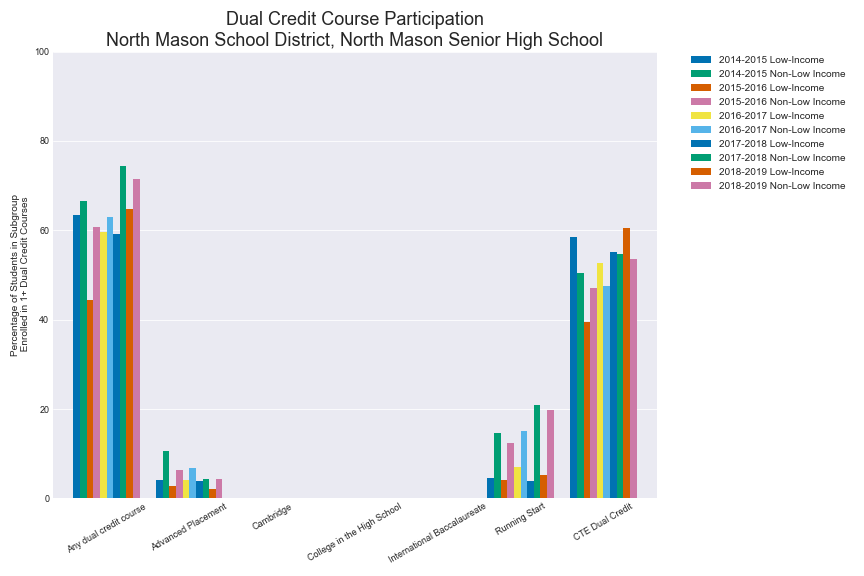 Dual Credit Course Participation
North Mason School District, North Mason Senior High School
Percentage of Students in Subgroup
Enrolled in 1+ Dual Credit Courses
100
80
60
40
20
0
Any dual credit course
Advanced Placement
Cambridge
College in the High School
International Baccalaureate
Running Start
CTE Dual Credit
2014-2015 Low-Income
2014-2015 Non-Low Income
2015-2016 Low-Income
2015-2016 Non-Low Income
2016-2017 Low-Income
2016-2017 Non-Low Income
2017-2018 Low-Income
2017-2018 Non-Low Income
2018-2019 Low-Income
2018-2019 Non-Low Income